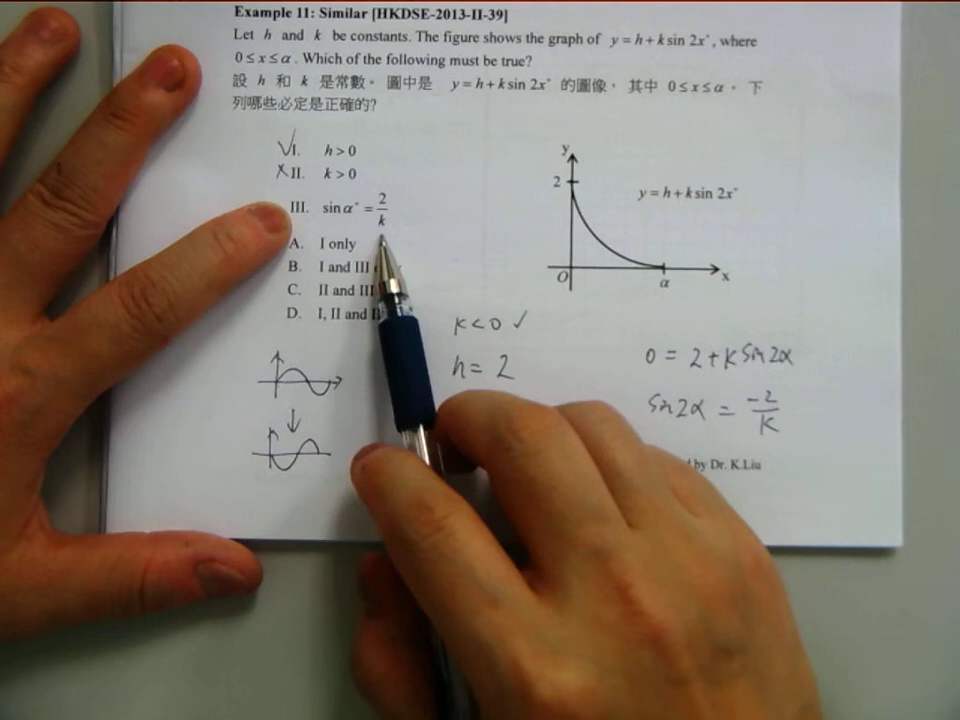 Example 11: Similar [HKDSE-2013-II-39]
Let h and k be constants. The figure shows the graph of y = h + k sin 2x°, where
0 ≤ x ≤ α. Which of the following must be true?
設 h 和 k 是常數。圖中是 y = h + k sin 2x° 的圖像，其中 0 ≤ x ≤ α。下
列哪些必定是正確的?
✓I. h > 0
✗II. k > 0
III. sin α° = 2/k
A. I only
B. I and III
C. II and III
D. I, II and
y
2
y = h + k sin 2x°
O
α
x
k < 0 ✓
h = 2
0 = 2 + k sin 2α
sin 2α = -2/k
by Dr. K.Liu